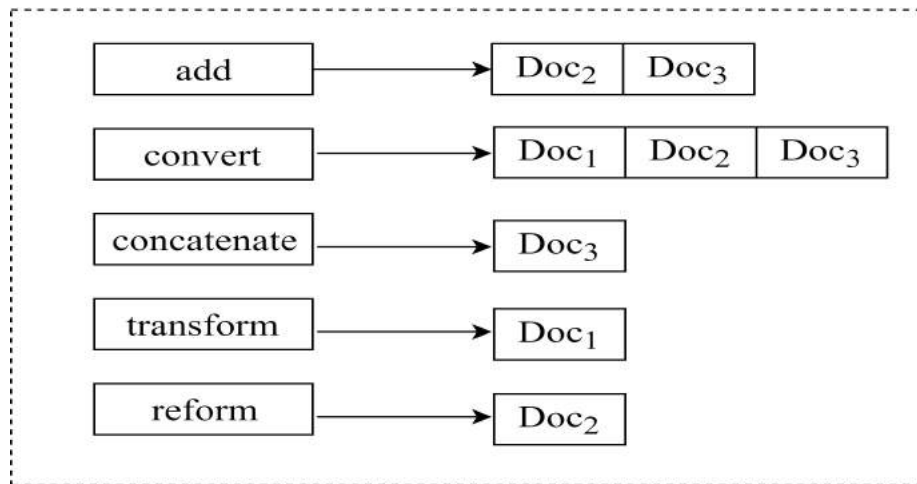 add Doc₂ Doc₃
convert Doc₁ Doc₂ Doc₃
concatenate Doc₃
transform Doc₁
reform Doc₂